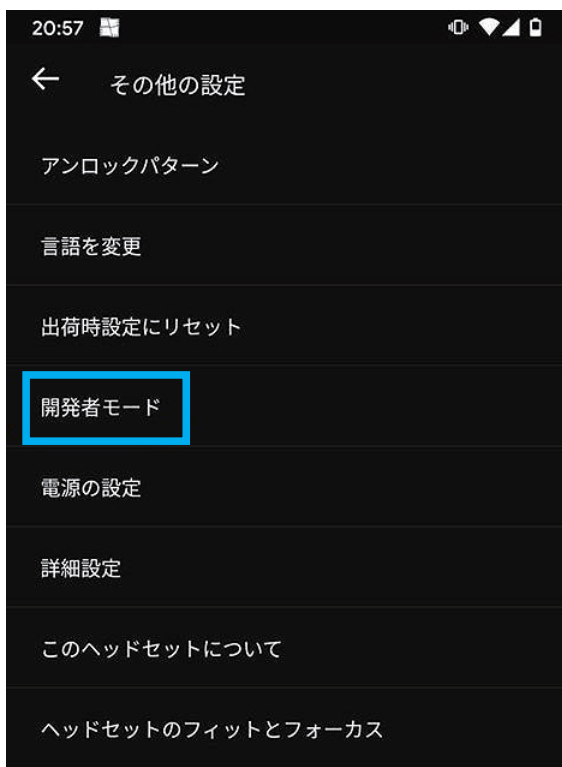 20:57
その他の設定
アンロックパターン
言語を変更
出荷時設定にリセット
開発者モード
電源の設定
詳細設定
このヘッドセットについて
ヘッドセットのフィットとフォーカス